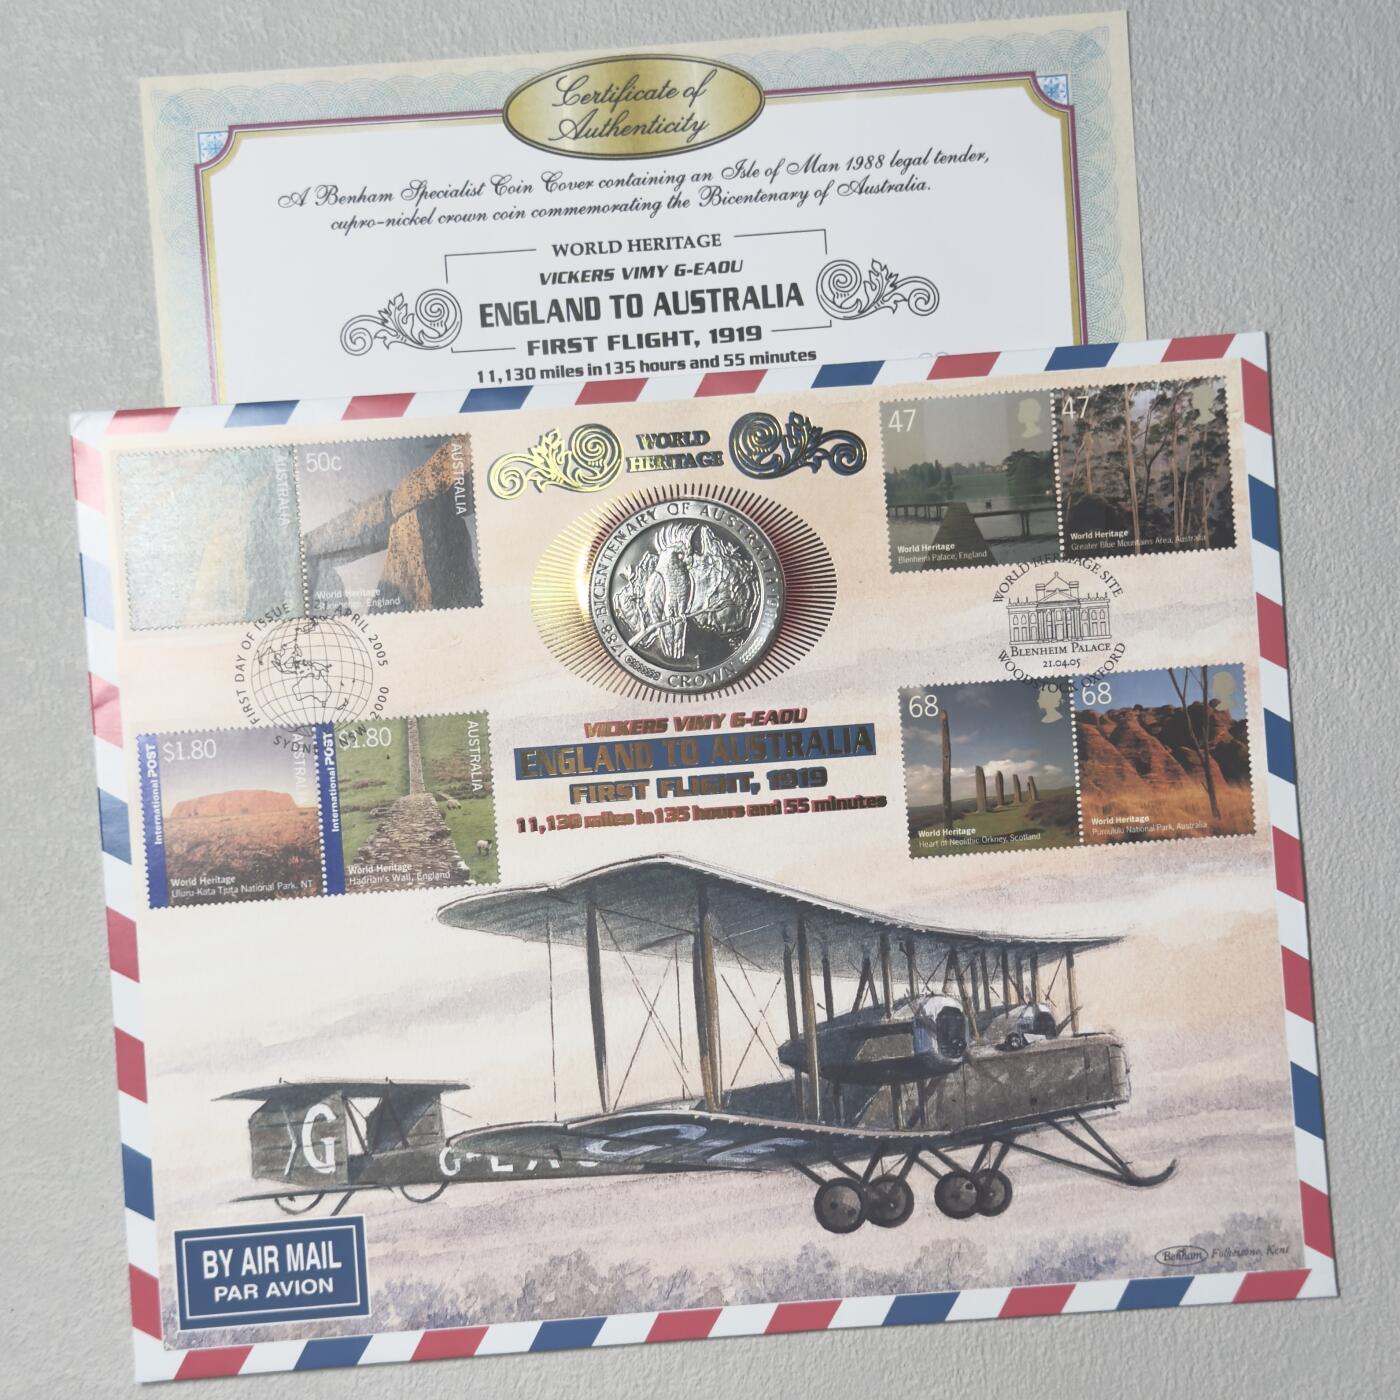 Certificate of
Authenticity
A Benham Specialist Coin Cover containing an Isle of Man 1988 legal tender,
cupro-nickel crown coin commemorating the Bicentenary of Australia.
WORLD HERITAGE
VICKERS VIMY G-EAOU
ENGLAND TO AUSTRALIA
FIRST FLIGHT, 1919
11,130 miles in 135 hours and 55 minutes
WORLD
HERITAGE
AUSTRALIA
50c
AUSTRALIA
World Heritage
England
47
World Heritage
Blenheim Palace, England
47
World Heritage
Greater Blue Mountains Area, Australia
1788 · BICENTENARY OF AUSTRALIA
CROWN
FIRST DAY OF ISSUE APRIL 2005
SYDNEY NSW 2000
WORLD HERITAGE SITE
BLENHEIM PALACE
21.04.05
WOODSTOCK OXFORD
International POST
$1.80
AUSTRALIA
World Heritage
Uluru-Kata Tjuta National Park, NT
International POST
$1.80
AUSTRALIA
World Heritage
Hadrian's Wall, England
VICKERS VIMY G-EAOU
ENGLAND TO AUSTRALIA
FIRST FLIGHT, 1919
11,130 miles in 135 hours and 55 minutes
68
World Heritage
Heart of Neolithic Orkney, Scotland
68
World Heritage
Purnululu National Park, Australia
G
G-EAO
BY AIR MAIL
PAR AVION
Benham Folkestone, Kent